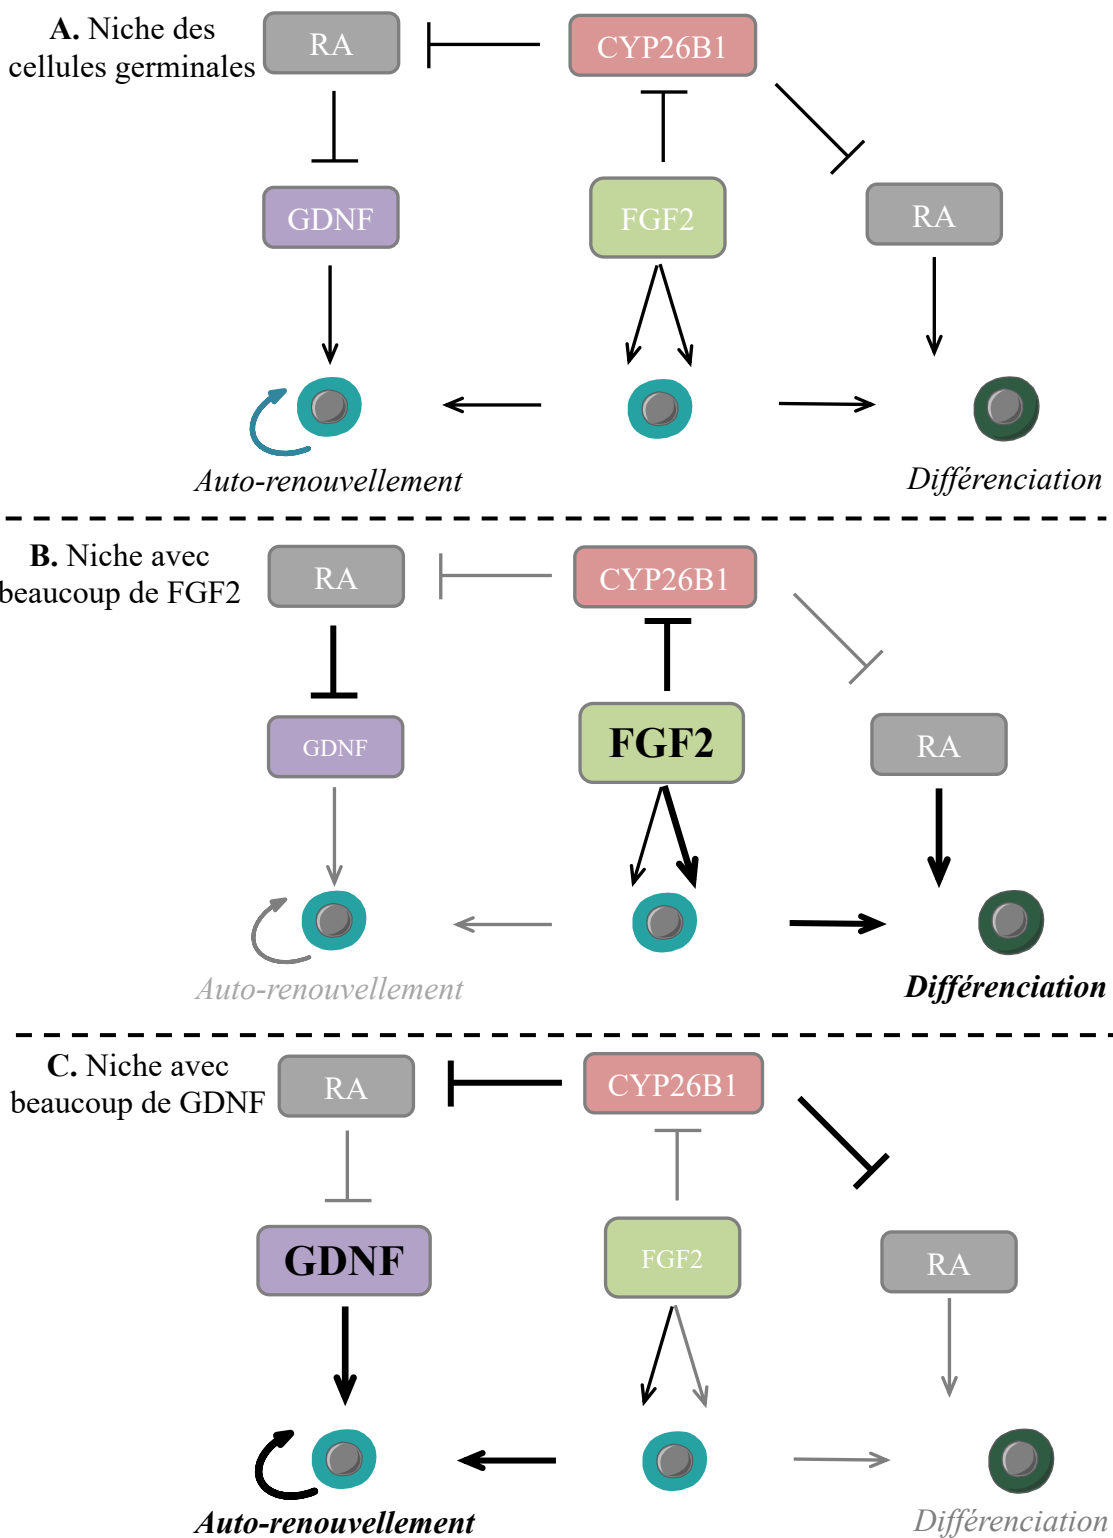 A. Niche des
cellules germinales
RA
CYP26B1
GDNF
FGF2
RA
Auto-renouvellement
Différenciation
B. Niche avec
beaucoup de FGF2
RA
CYP26B1
GDNF
FGF2
RA
Auto-renouvellement
Différenciation
C. Niche avec
beaucoup de GDNF
RA
CYP26B1
GDNF
FGF2
RA
Auto-renouvellement
Différenciation